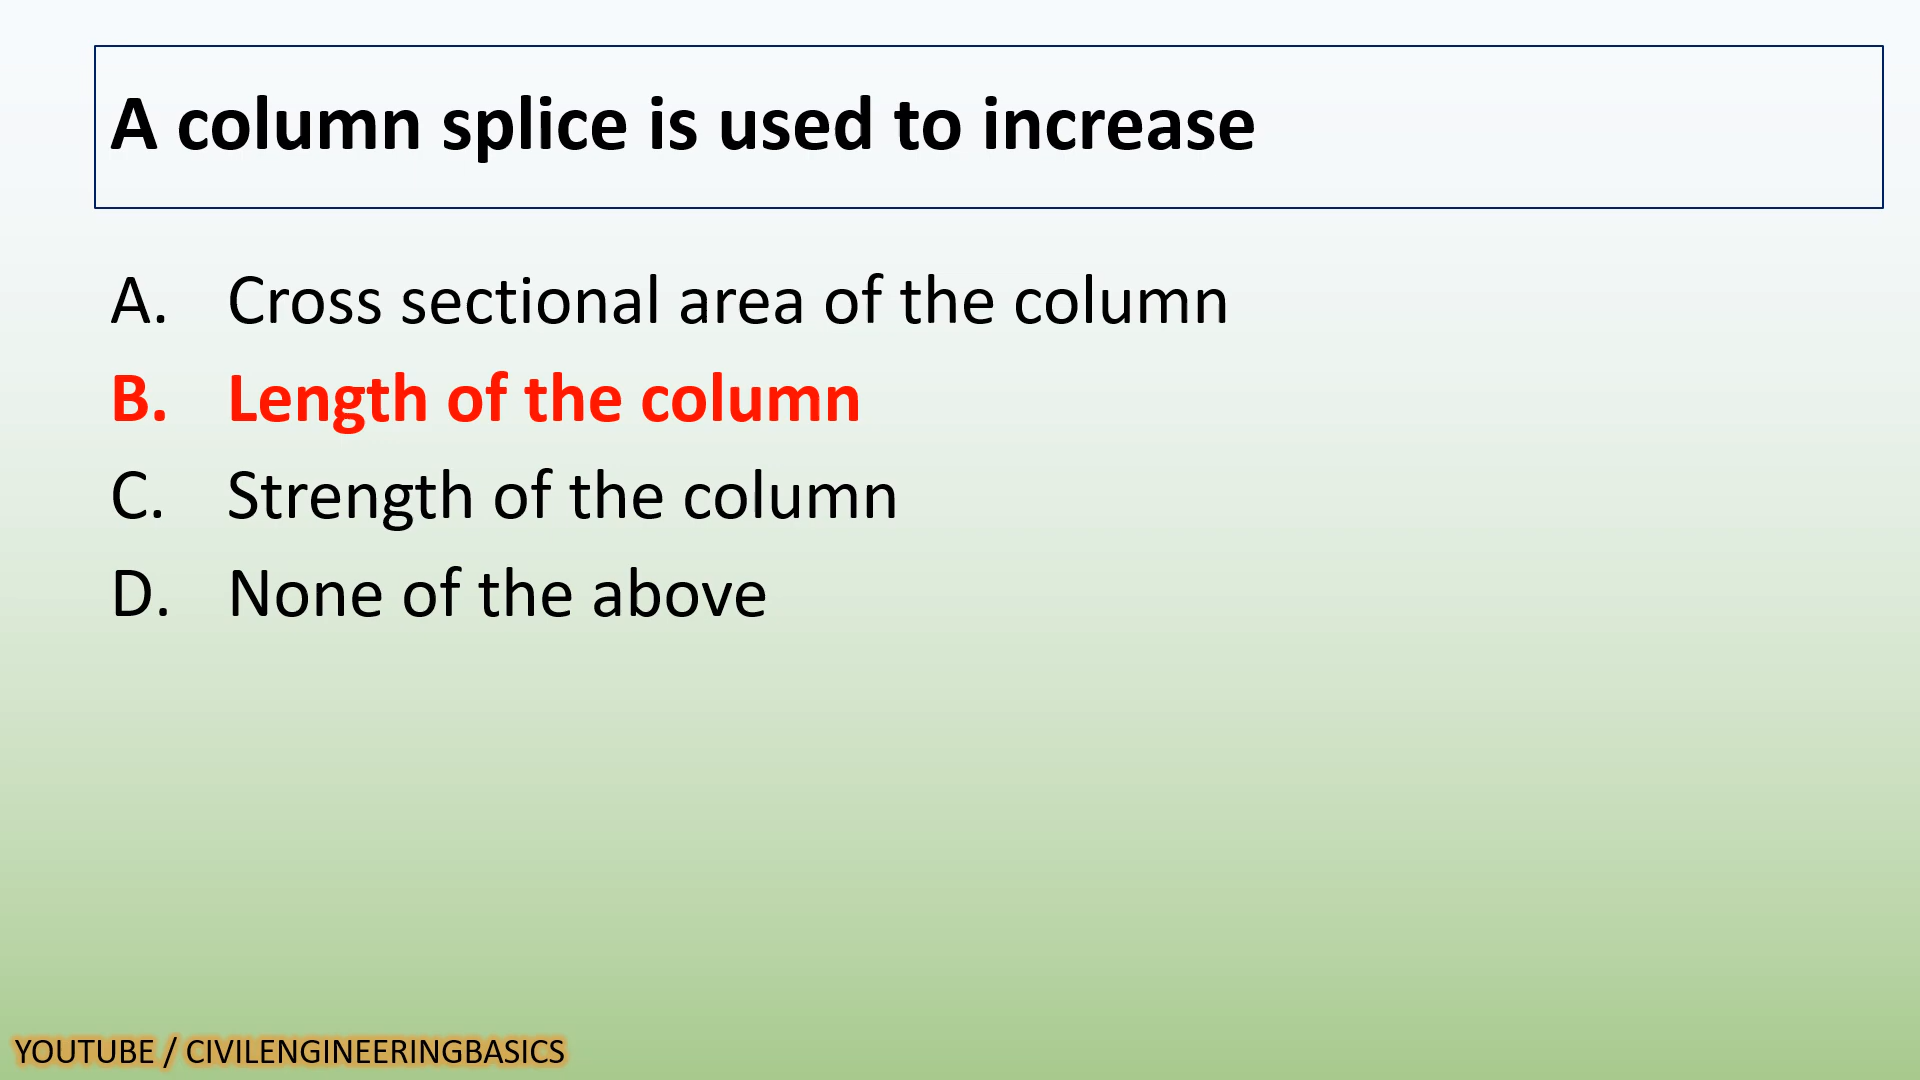 A column splice is used to increase
A. Cross sectional area of the column
B. Length of the column
C. Strength of the column
D. None of the above
YOUTUBE / CIVILENGINEERINGBASICS